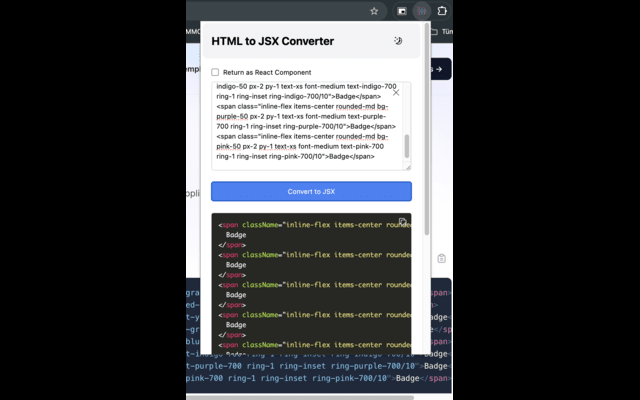 MMO
Tüm
HTML to JSX Converter
Return as React Component
indigo-50 px-2 py-1 text-xs font-medium text-indigo-700
ring-1 ring-inset ring-indigo-700/10">Badge</span>
<span class="inline-flex items-center rounded-md bg-
purple-50 px-2 py-1 text-xs font-medium text-purple-
700 ring-1 ring-inset ring-purple-700/10">Badge</span>
<span class="inline-flex items-center rounded-md bg-
pink-50 px-2 py-1 text-xs font-medium text-pink-700
ring-1 ring-inset ring-pink-700/10">Badge</span>
Convert to JSX
<span className="inline-flex items-center rounde
Badge
</span>
<span className="inline-flex items-center rounde
Badge
</span>
<span className="inline-flex items-center rounde
Badge
</span>
<span className="inline-flex items-center rounde
Badge
</span>
<span className="inline-flex items-center rounde
t-purple-700 ring-1 ring-inset ring-purple-700/10">Badge</span>
pink-700 ring-1 ring-inset ring-pink-700/10">Badge</span>